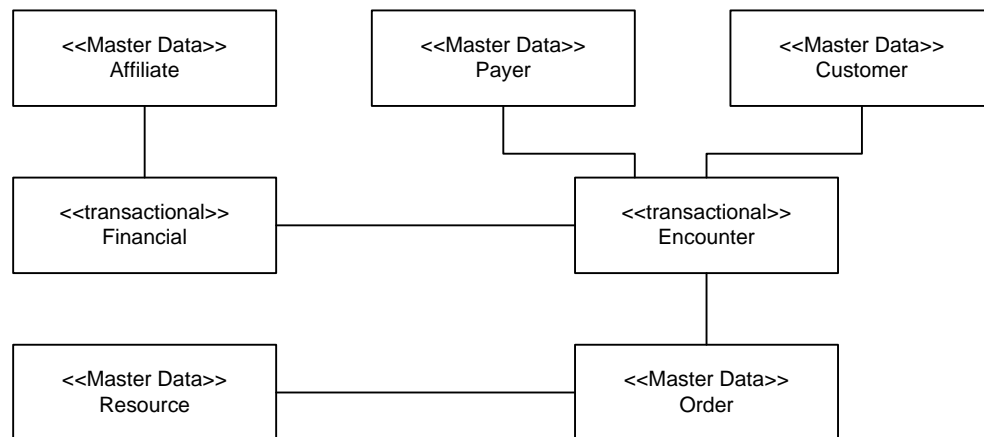 <<Master Data>>
Affiliate
<<Master Data>>
Payer
<<Master Data>>
Customer
<<transactional>>
Financial
<<transactional>>
Encounter
<<Master Data>>
Resource
<<Master Data>>
Order